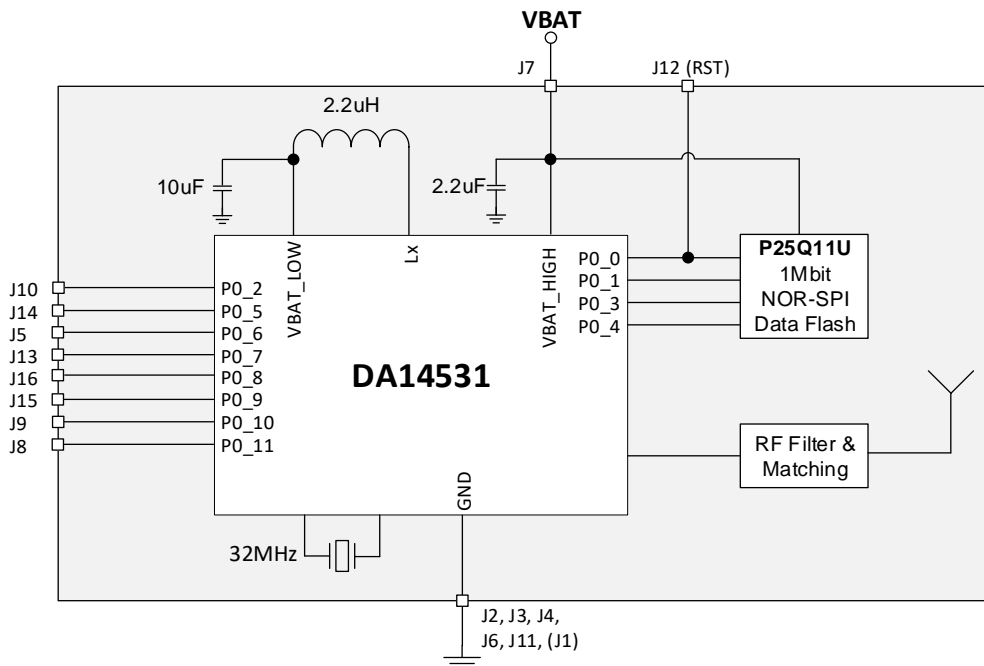 VBAT
J7
J12 (RST)
2.2uH
10uF
2.2uF
VBAT_LOW
Lx
VBAT_HIGH
P0_0
P0_1
P0_3
P0_4
P25Q11U
1Mbit
NOR-SPI
Data Flash
J10
J14
J5
J13
J16
J15
J9
J8
P0_2
P0_5
P0_6
P0_7
P0_8
P0_9
P0_10
P0_11
DA14531
RF Filter &
Matching
GND
32MHz
J2, J3, J4,
J6, J11, (J1)